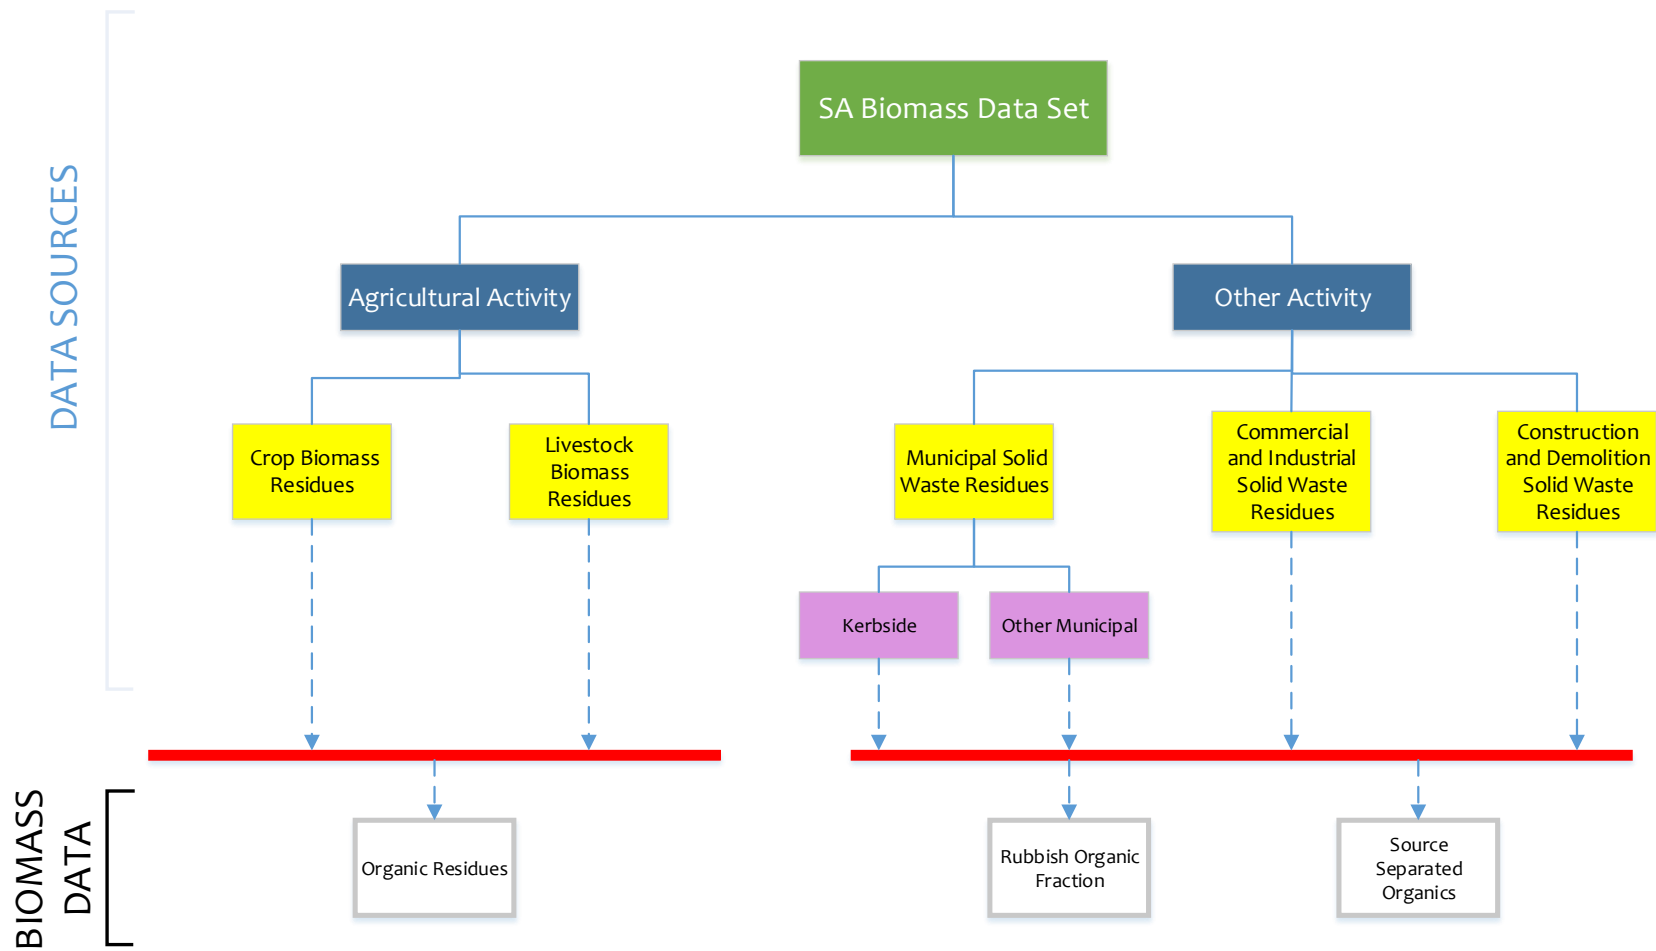 SA Biomass Data Set
DATA SOURCES
Agricultural Activity
Other Activity
Crop Biomass
Residues
Livestock
Biomass
Residues
Municipal Solid
Waste Residues
Commercial
and Industrial
Solid Waste
Residues
Construction
and Demolition
Solid Waste
Residues
Kerbside
Other Municipal
BIOMASS
DATA
Organic Residues
Rubbish Organic
Fraction
Source
Separated
Organics